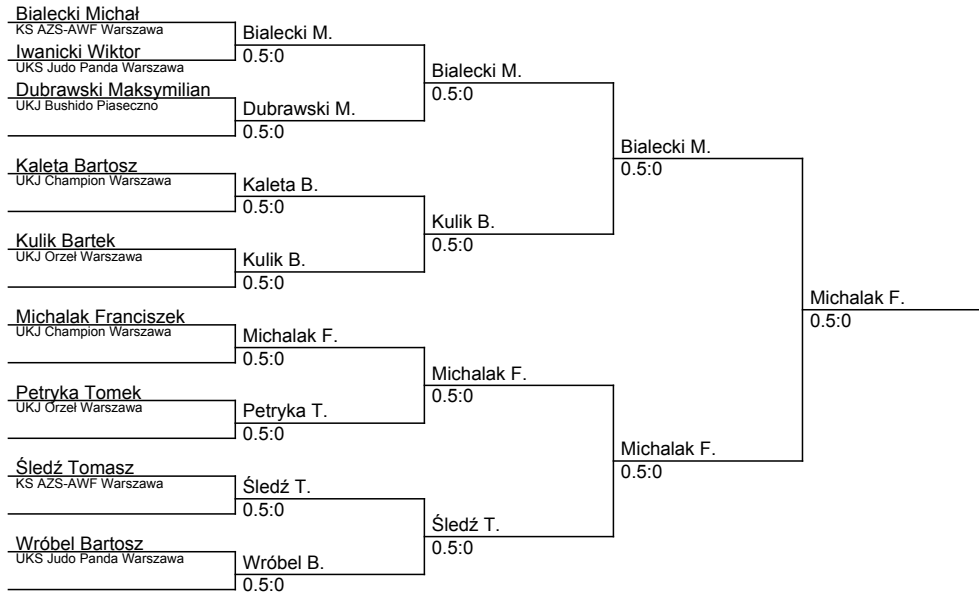 Bialecki Michał
KS AZS-AWF Warszawa
Iwanicki Wiktor
UKS Judo Panda Warszawa
Dubrawski Maksymilian
UKJ Bushido Piaseczno
Kaleta Bartosz
UKJ Champion Warszawa
Kulik Bartek
UKJ Orzeł Warszawa
Michalak Franciszek
UKJ Champion Warszawa
Petryka Tomek
UKJ Orzeł Warszawa
Śledź Tomasz
KS AZS-AWF Warszawa
Wróbel Bartosz
UKS Judo Panda Warszawa
Bialecki M.
0.5:0
Dubrawski M.
0.5:0
Kaleta B.
0.5:0
Kulik B.
0.5:0
Michalak F.
0.5:0
Petryka T.
0.5:0
Śledź T.
0.5:0
Wróbel B.
0.5:0
Bialecki M.
0.5:0
Kulik B.
0.5:0
Michalak F.
0.5:0
Śledź T.
0.5:0
Bialecki M.
0.5:0
Michalak F.
0.5:0
Michalak F.
0.5:0